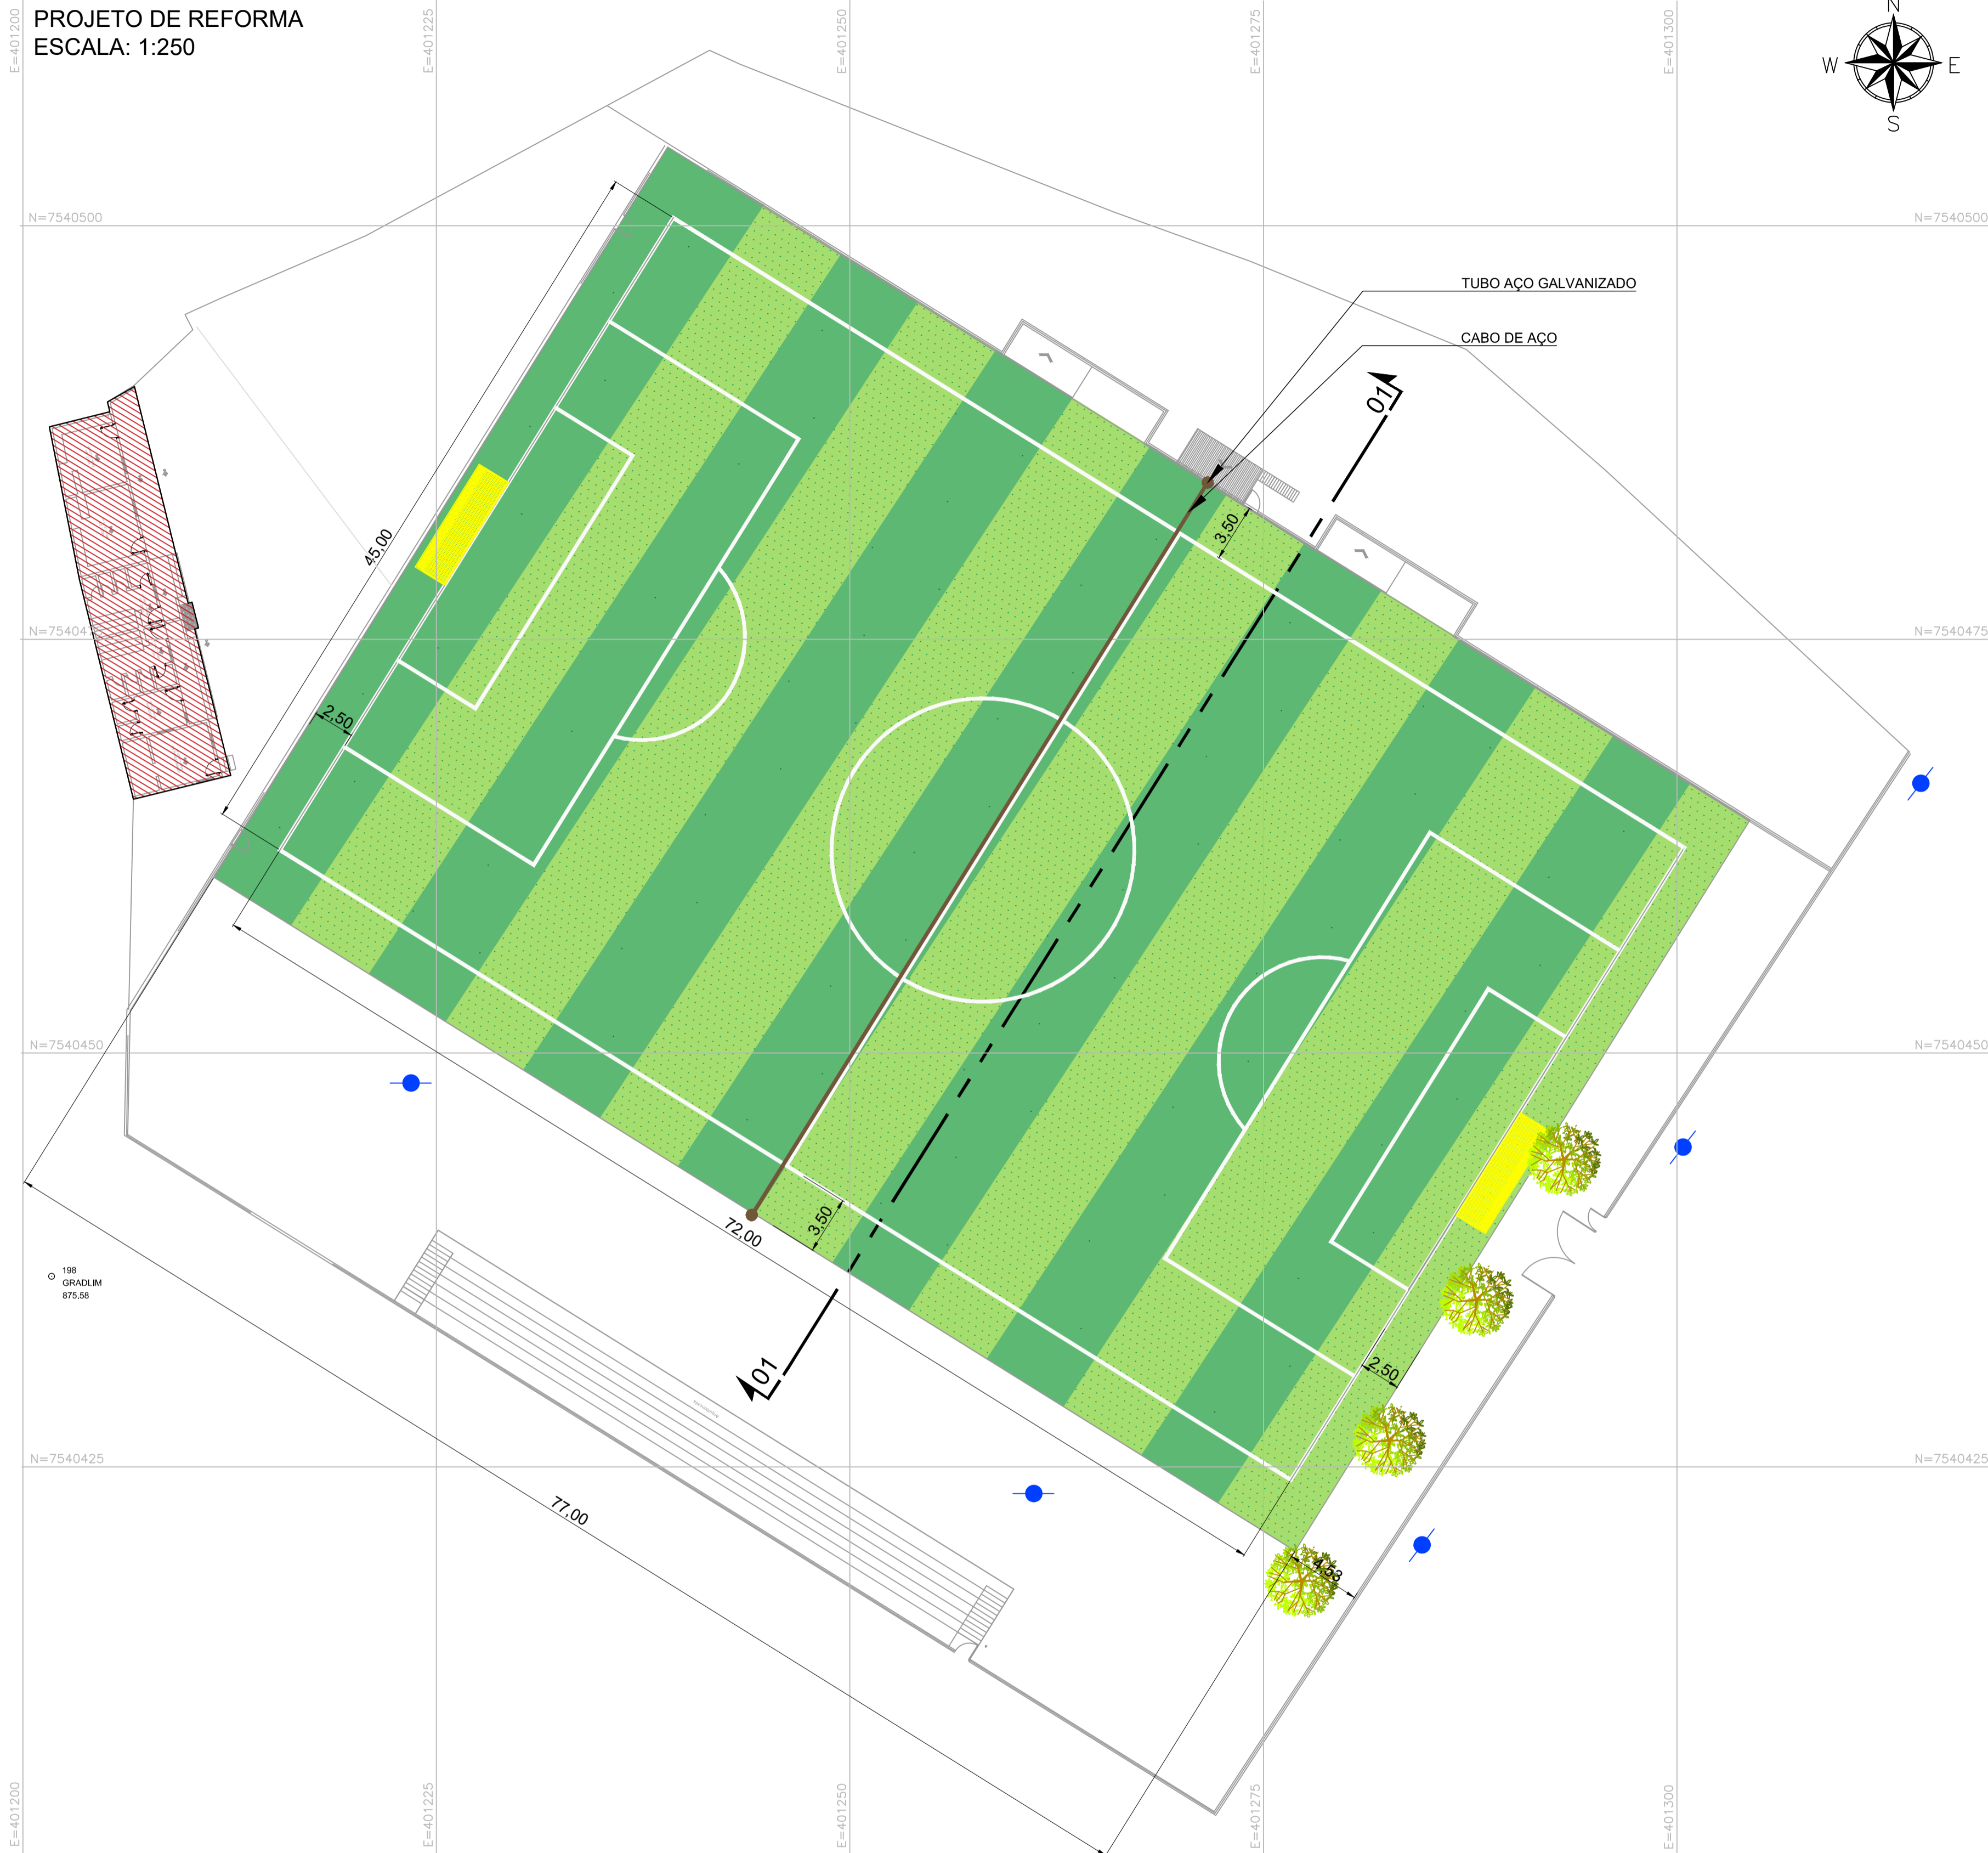 PROJETO DE REFORMA
ESCALA: 1:250
E=401200
E=401225
E=401250
E=401275
E=401300
N
W
E
S
N=7540500
N=7540500
TUBO AÇO GALVANIZADO
CABO DE AÇO
01
3,50
45,00
N=7540475
2,50
N=7540450
N=7540450
3,50
72,00
198
GRADLIM
875,58
01
2,50
N=7540425
N=7540425
77,00
4,53
E=401200
E=401225
E=401250
E=401275
E=401300